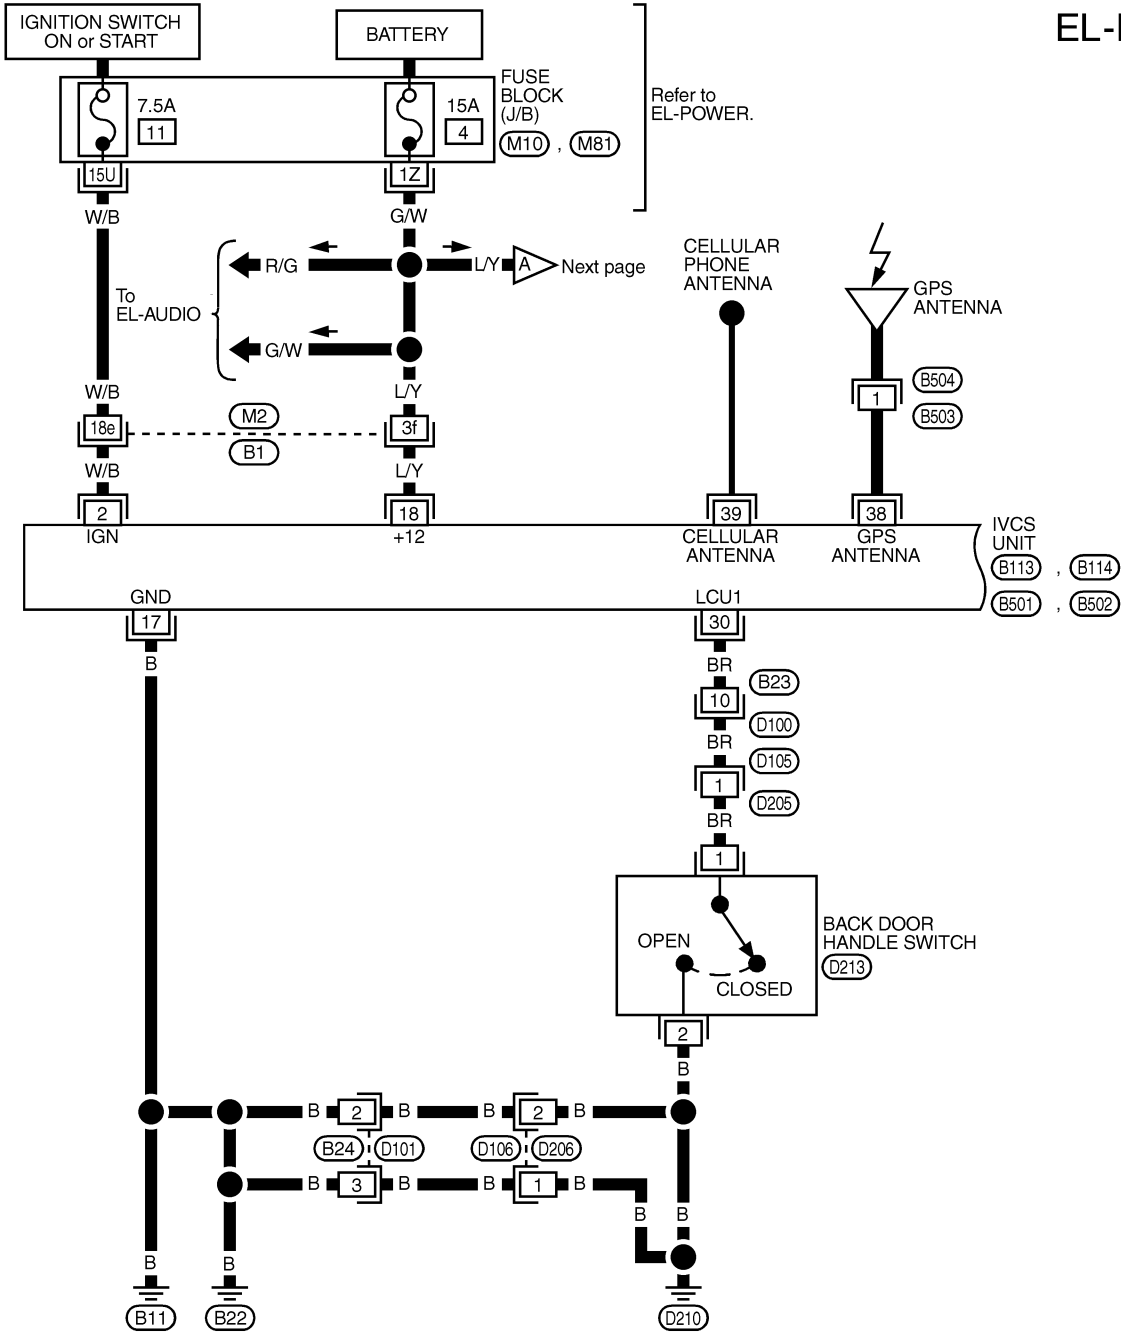 EL-I
IGNITION SWITCH
ON or START
BATTERY
7.5A
11
15A
4
FUSE
BLOCK
(J/B)
M10 , M81
Refer to
EL-POWER.
15U
1Z
W/B
G/W
R/G
L/Y
A
Next page
To
EL-AUDIO
G/W
CELLULAR
PHONE
ANTENNA
GPS
ANTENNA
W/B
L/Y
1
B504
B503
18e
M2
B1
3f
W/B
L/Y
2
18
39
38
IGN
+12
CELLULAR
ANTENNA
GPS
ANTENNA
IVCS
UNIT
B113 , B114
B501 , B502
GND
LCU1
17
30
B
BR
B23
10
D100
BR
D105
1
D205
BR
1
OPEN
CLOSED
BACK DOOR
HANDLE SWITCH
D213
2
B
B 2 B B 2 B
B24 D101 D106 D206
B 3 B B 1 B
B B
B B
B11 B22 D210